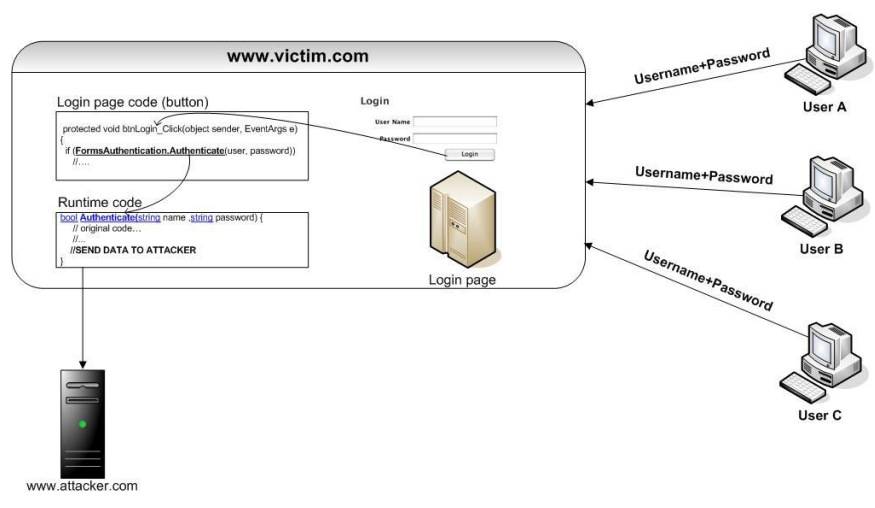 www.victim.com
Login page code (button)
protected void btnLogin_Click(object sender, EventArgs e)
{
if (FormsAuthentication.Authenticate(user, password))
//....
Runtime code
bool Authenticate(string name ,string password) {
// original code...
//...
//SEND DATA TO ATTACKER
}
Login
User Name
Password
Login
Login page
Username+Password
User A
Username+Password
User B
Username+Password
User C
www.attacker.com